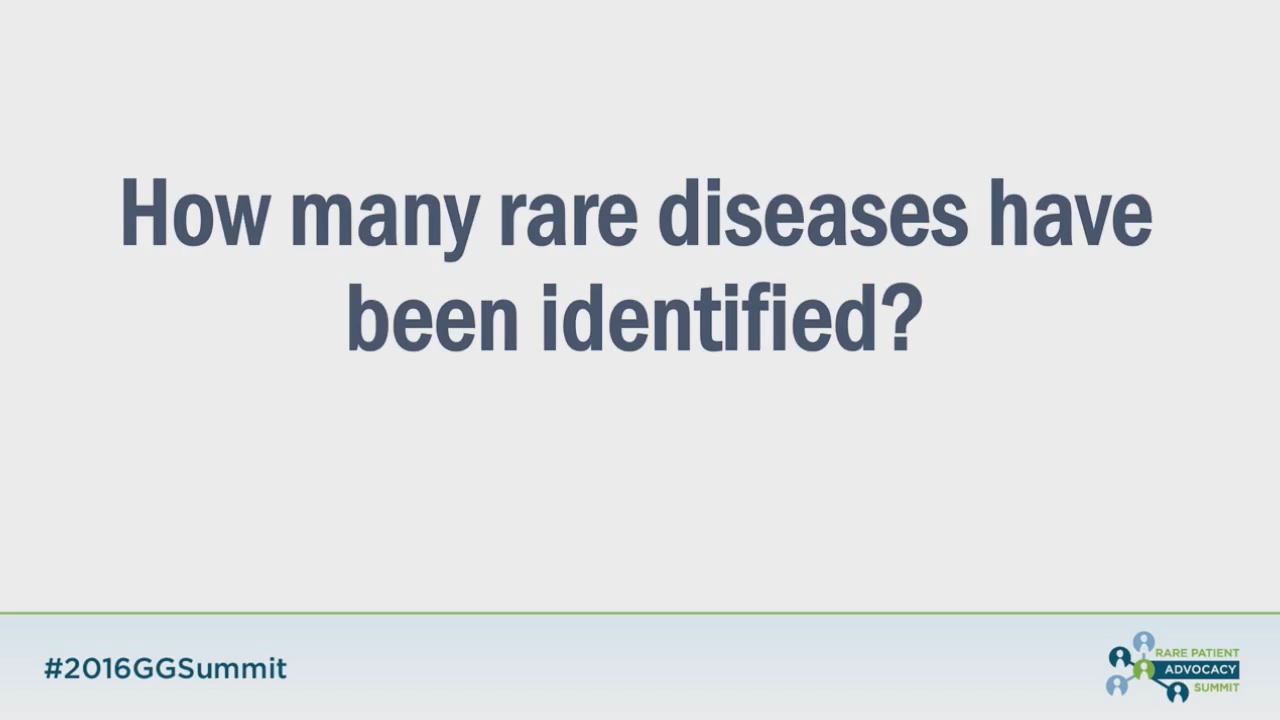 How many rare diseases have
been identified?
#2016GGSummit
RARE PATIENT
ADVOCACY
SUMMIT